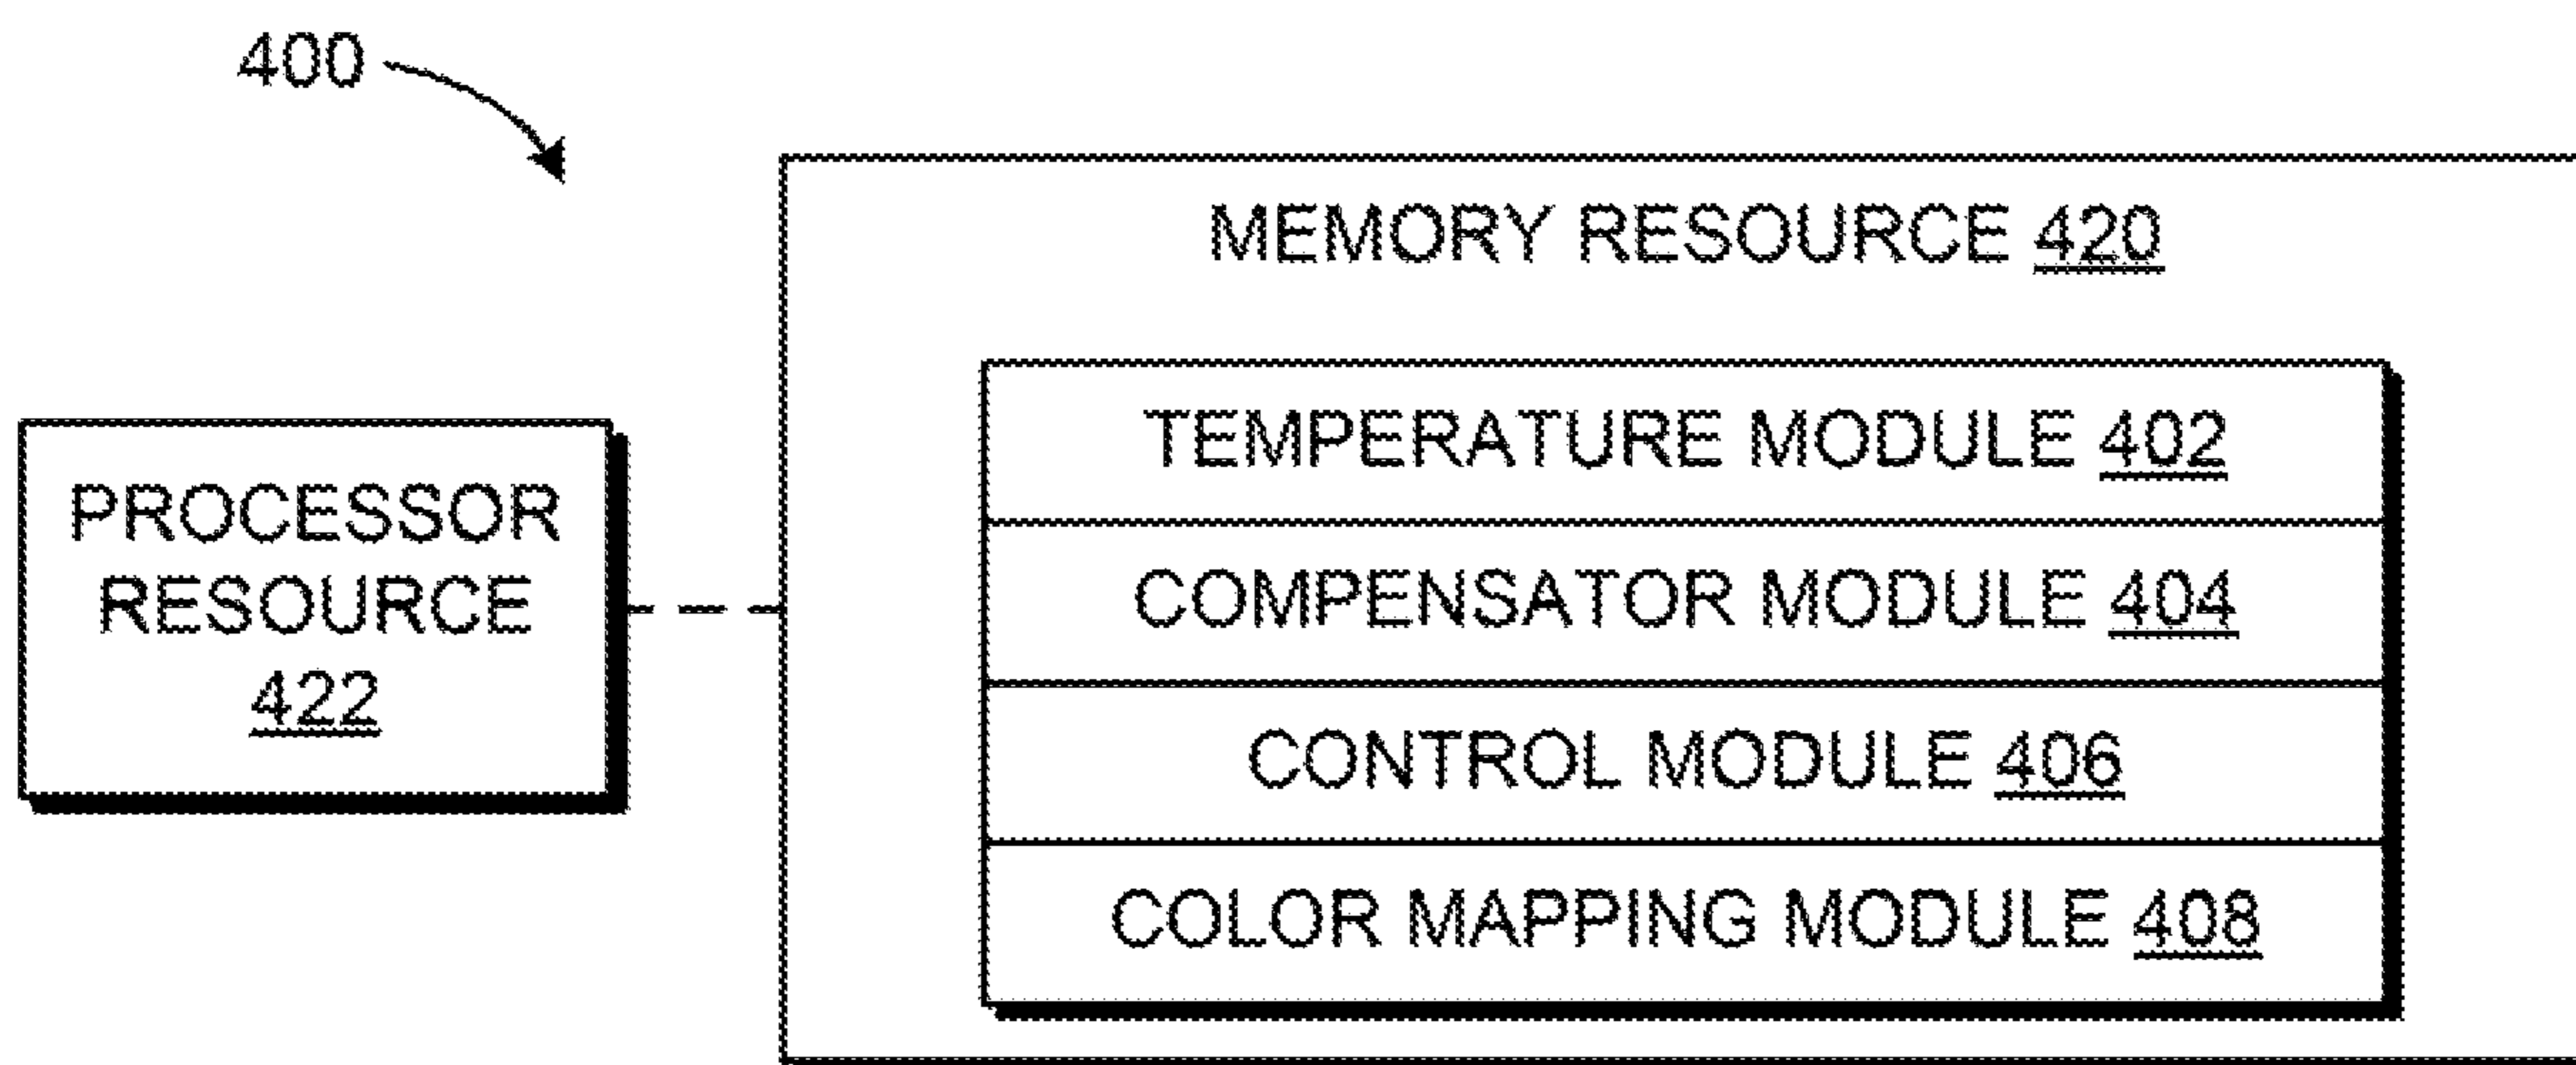 400
MEMORY RESOURCE 420
TEMPERATURE MODULE 402
PROCESSOR
RESOURCE
422
COMPENSATOR MODULE 404
CONTROL MODULE 406
COLOR MAPPING MODULE 408